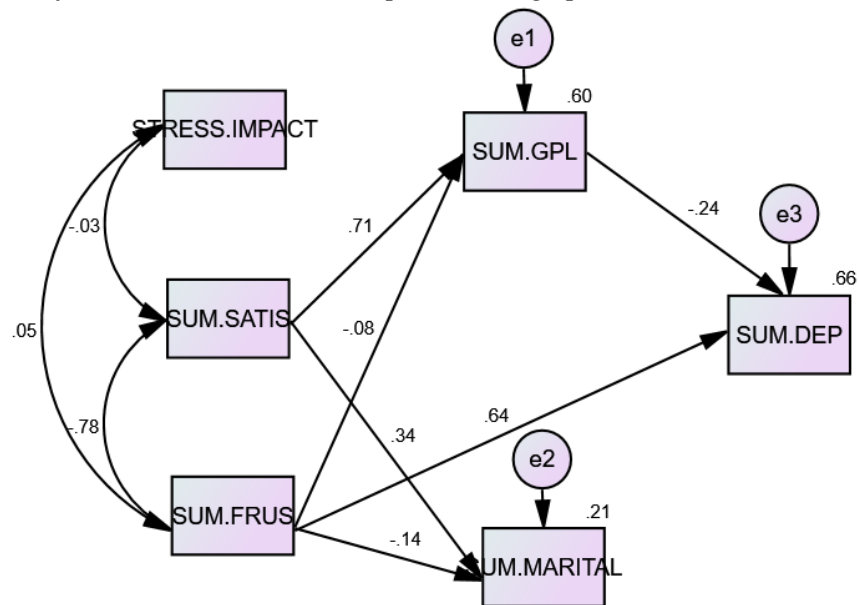 e1
.60
STRESS.IMPACT
SUM.GPL
-.03
.71
-.24
e3
.66
SUM.SATIS
.05
-.08
SUM.DEP
-.78
.64
.34
e2
SUM.FRUS
.21
-.14
UM.MARITAL